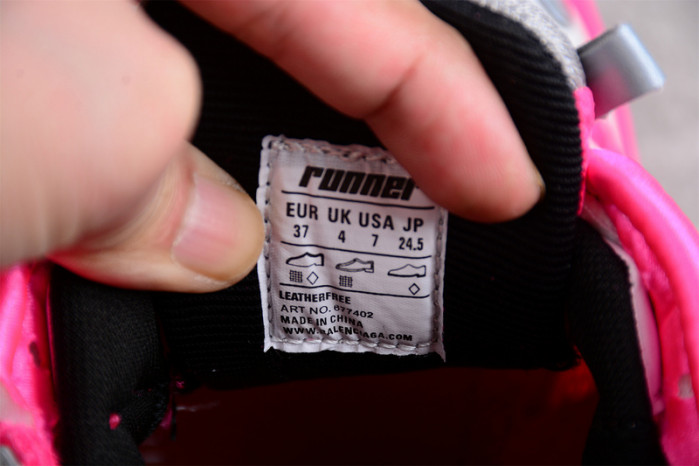 runner
EUR UK USA JP
37 4 7 24.5
LEATHERFREE
ART NO. 677402
MADE IN CHINA
WWW.BALENCIAGA.COM